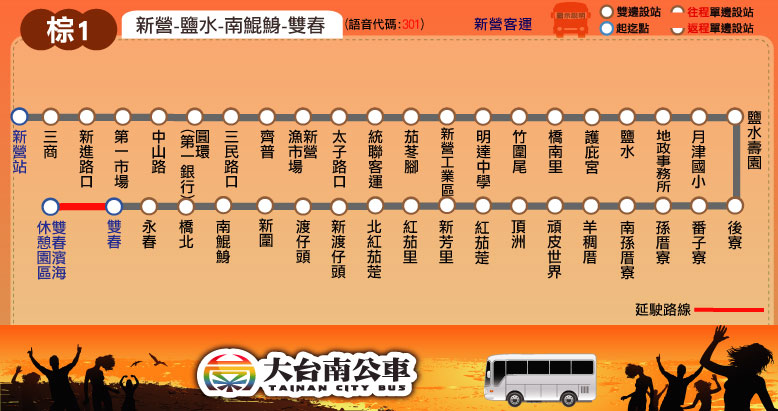 棕1
新營-鹽水-南鯤鯓-雙春
(語音代碼:301)
新營客運
鹽水說明
雙邊設站
起迄點
往程單邊設站
返程單邊設站
新營站
三商
新進路口
第一市場
中山路
圓環
(第一銀行)
三民路口
齊普
新營
漁市場
太子路口
統聯客運
茄苳腳
新營工業區
明達中學
竹圍尾
橋南里
護庇宮
鹽水
地政事務所
月津國小
鹽水壽園
雙春濱海
休憩園區
雙春
永春
橋北
南鯤鯓
新圍
渡仔頭
新渡仔頭
北紅茄萣
紅茄里
新芳里
紅茄萣
頂洲
頑皮世界
羊稠厝
南孫厝寮
孫厝寮
番子寮
後寮
延駛路線
大台南公車
TAINAN CITY BUS